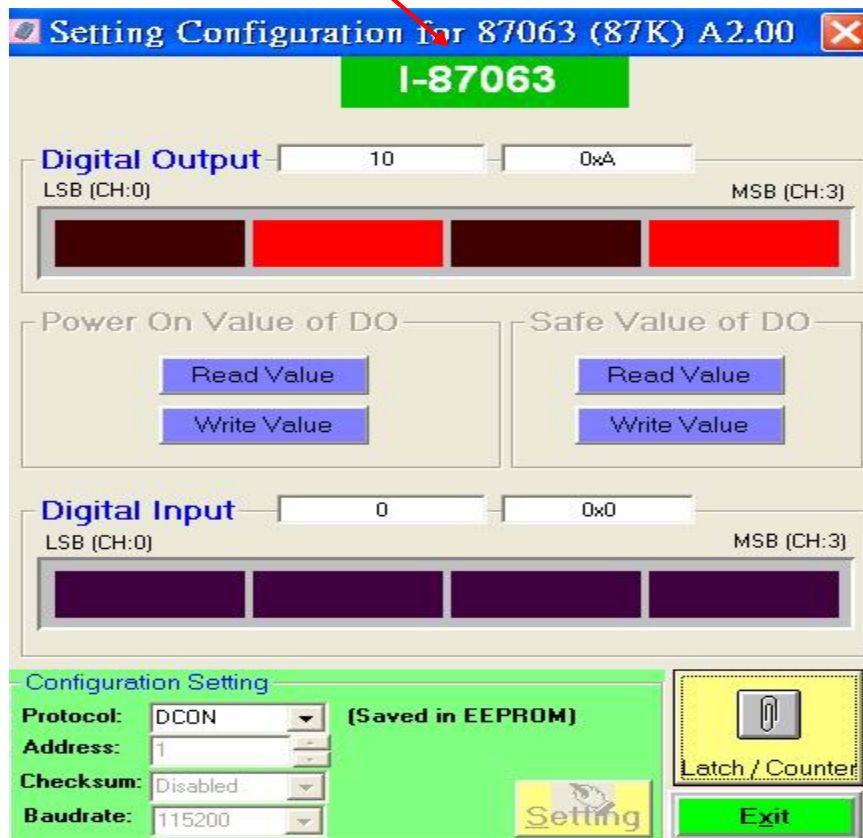 Setting Configuration for 87063 (87K) A2.00
I-87063
Digital Output 10 0xA
LSB (CH:0) MSB (CH:3)
Power On Value of DO Safe Value of DO
Read Value Read Value
Write Value Write Value
Digital Input 0 0x0
LSB (CH:0) MSB (CH:3)
Configuration Setting
Protocol: DCON (Saved in EEPROM)
Address: 1
Checksum: Disabled
Baudrate: 115200
Setting
Latch / Counter
Exit